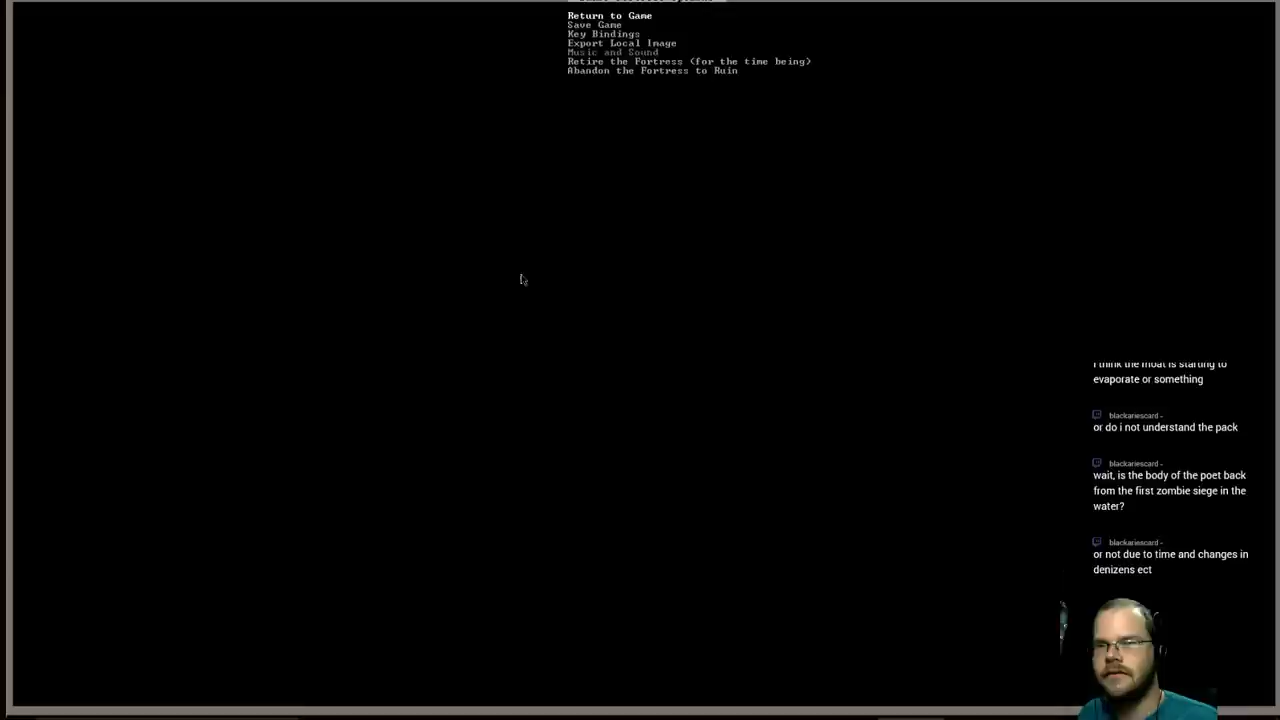 Return to Game
Save Game
Key Bindings
Export Local Image
Music and Sound
Retire the Fortress (for the time being)
Abandon the Fortress to Ruin
i think the moat is starting to
evaporate or something
blackariescard -
or do i not understand the pack
blackariescard -
wait, is the body of the poet back
from the first zombie siege in the
water?
blackariescard -
or not due to time and changes in
denizens ect